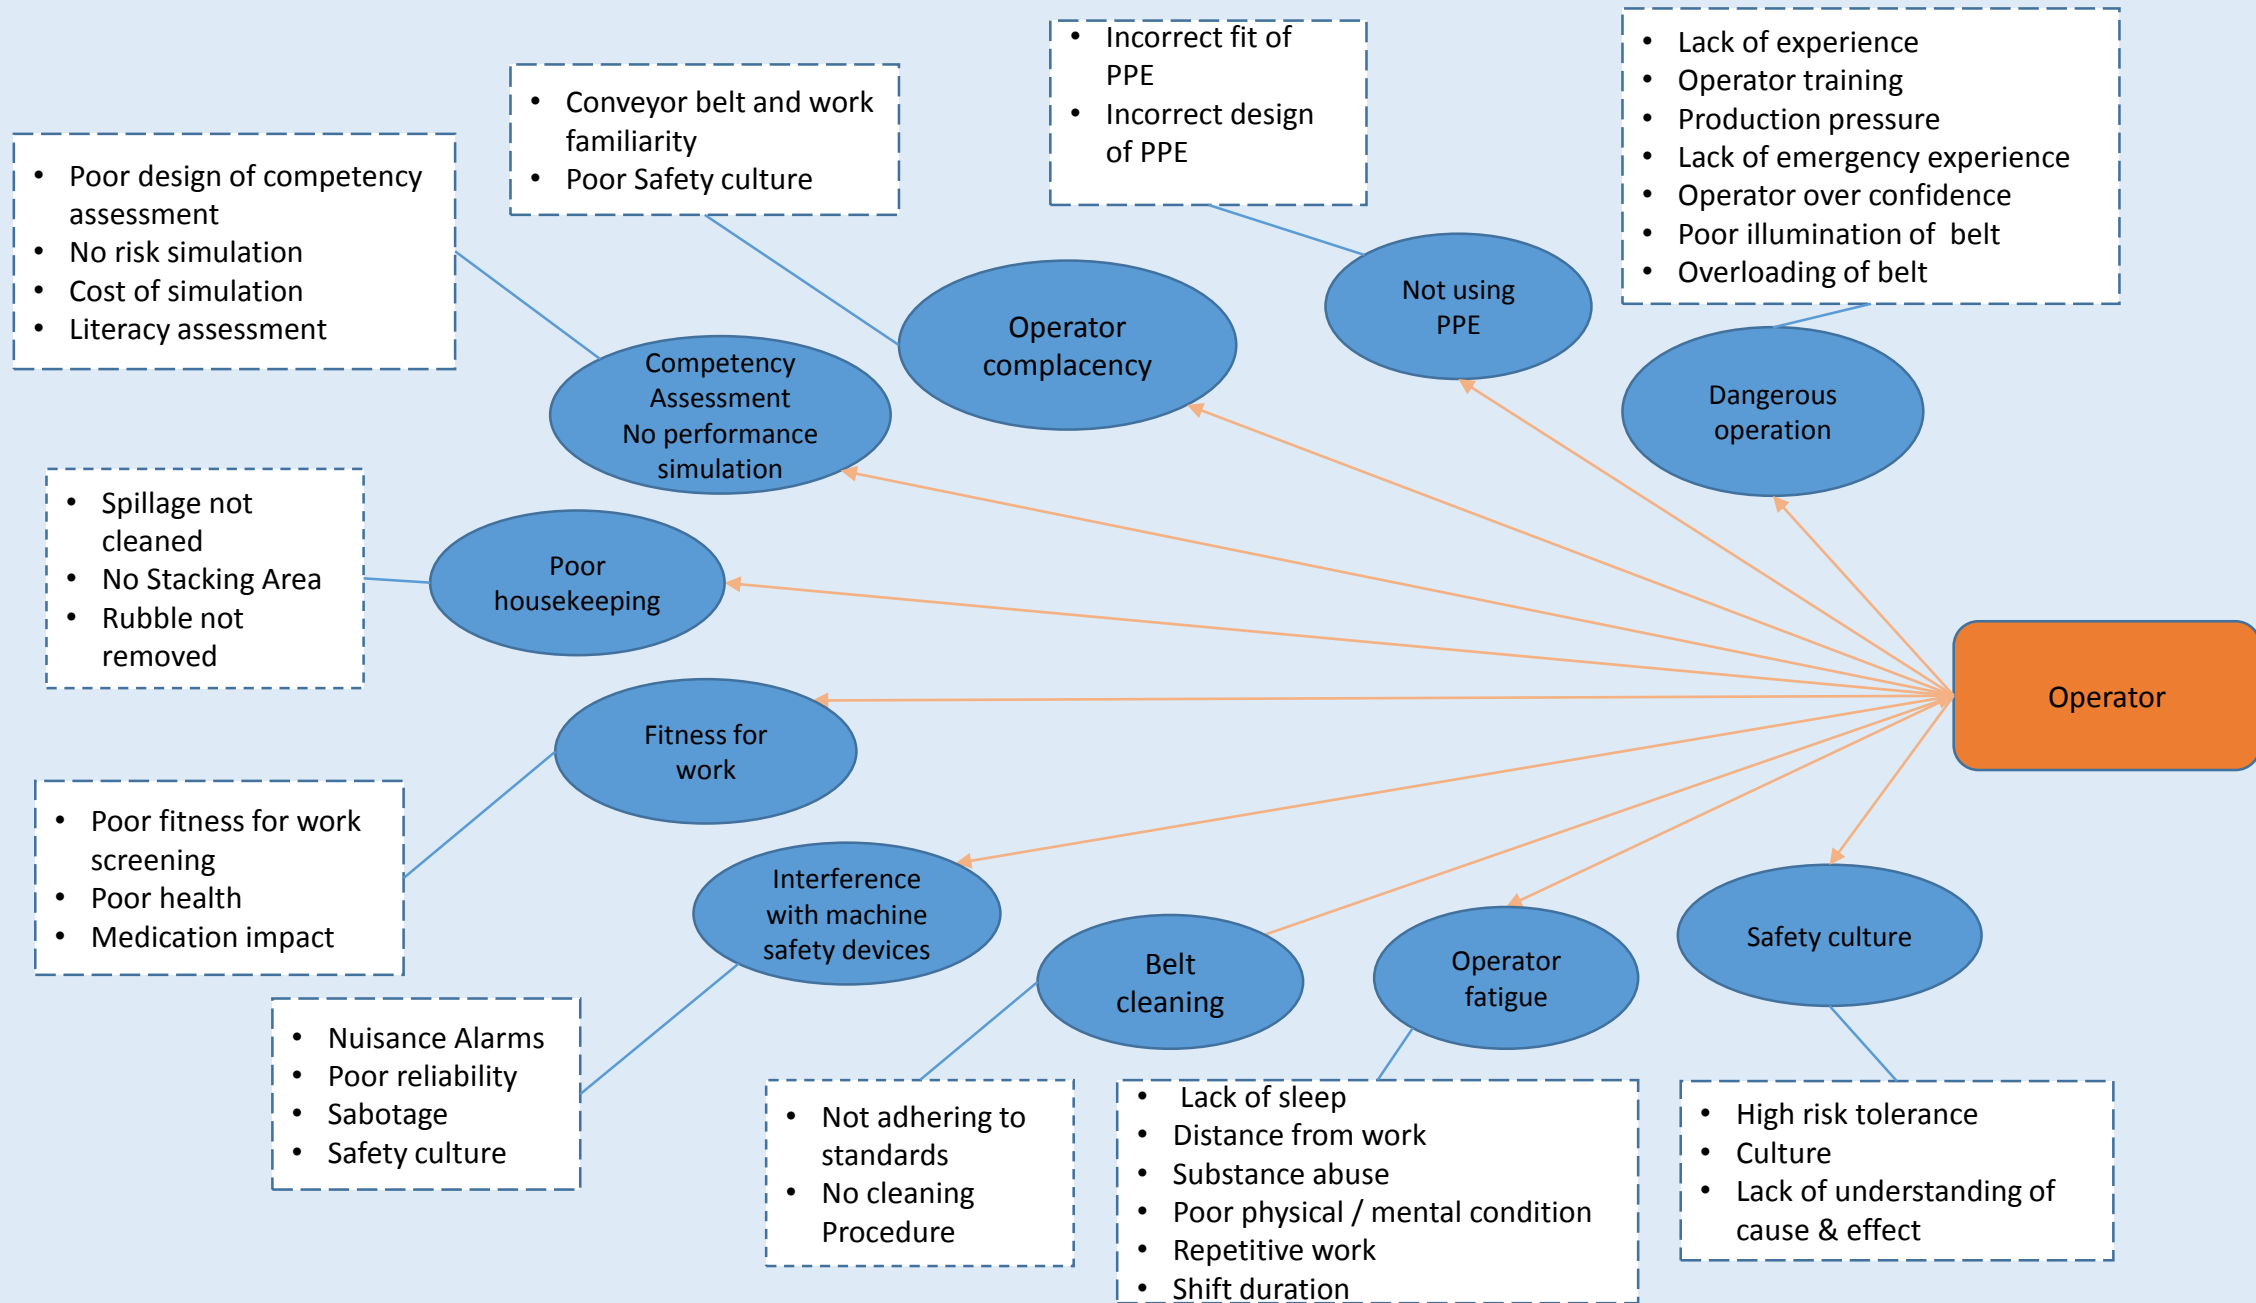 • Incorrect fit of
PPE
• Incorrect design
of PPE
• Lack of experience
• Operator training
• Production pressure
• Lack of emergency experience
• Operator over confidence
• Poor illumination of  belt
• Overloading of belt
• Conveyor belt and work
familiarity
• Poor Safety culture
• Poor design of competency
assessment
• No risk simulation
• Cost of simulation
• Literacy assessment
Competency
Assessment
No performance
simulation
Operator
complacency
Not using
PPE
Dangerous
operation
• Spillage not
cleaned
• No Stacking Area
• Rubble not
removed
Poor
housekeeping
Operator
Fitness for
work
• Poor fitness for work
screening
• Poor health
• Medication impact
Interference
with machine
safety devices
Belt
cleaning
Operator
fatigue
Safety culture
• Nuisance Alarms
• Poor reliability
• Sabotage
• Safety culture
• Not adhering to
standards
• No cleaning
Procedure
• Lack of sleep
• Distance from work
• Substance abuse
• Poor physical / mental condition
• Repetitive work
• Shift duration
• High risk tolerance
• Culture
• Lack of understanding of
cause & effect